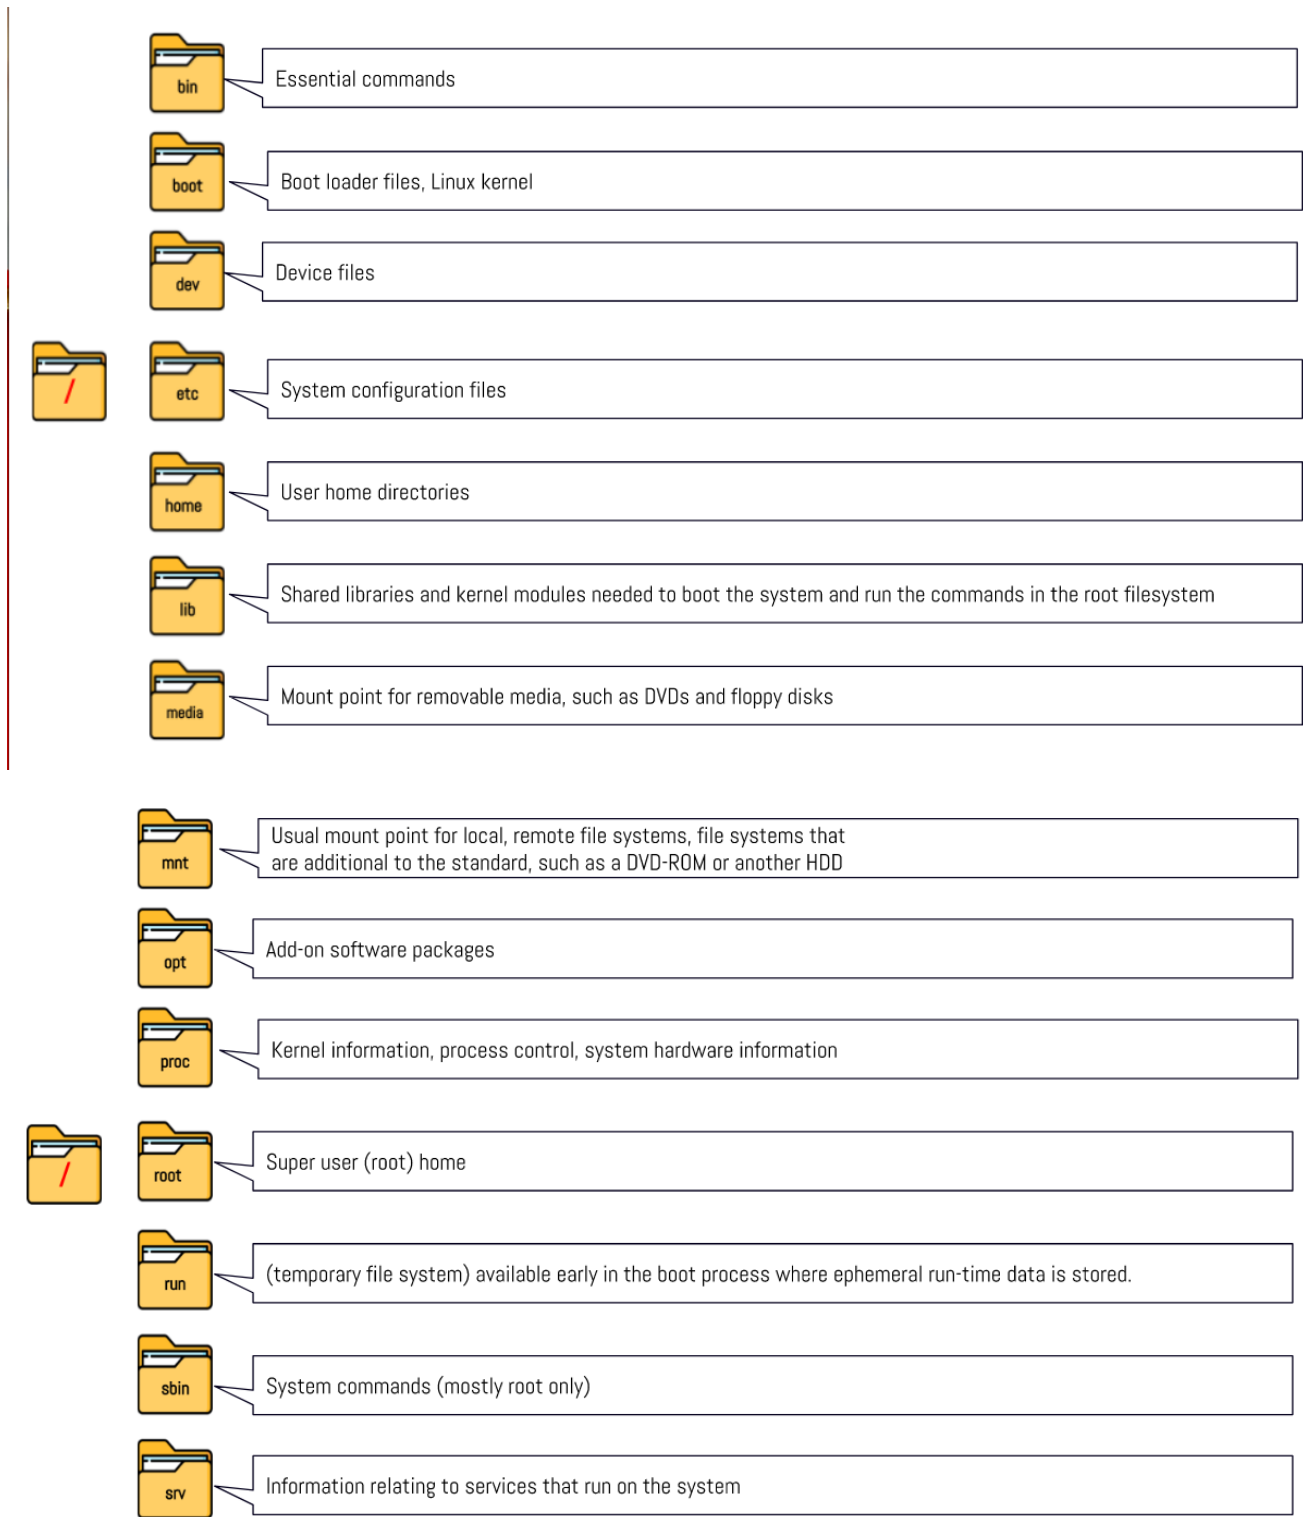 bin
Essential commands
boot
Boot loader files, Linux kernel
dev
Device files
/
etc
System configuration files
home
User home directories
lib
Shared libraries and kernel modules needed to boot the system and run the commands in the root filesystem
media
Mount point for removable media, such as DVDs and floppy disks
mnt
Usual mount point for local, remote file systems, file systems that
are additional to the standard, such as a DVD-ROM or another HDD
opt
Add-on software packages
proc
Kernel information, process control, system hardware information
/
root
Super user (root) home
run
(temporary file system) available early in the boot process where ephemeral run-time data is stored.
sbin
System commands (mostly root only)
srv
Information relating to services that run on the system